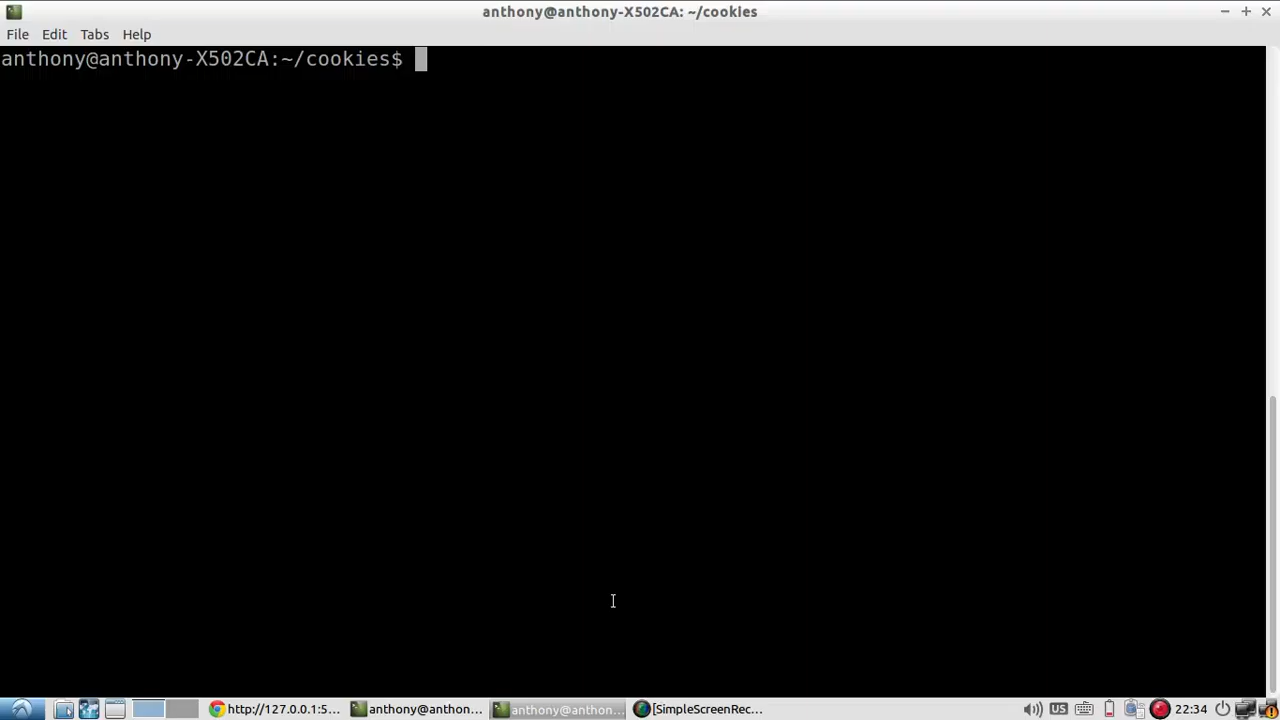 anthony@anthony-X502CA: ~/cookies
File Edit Tabs Help
anthony@anthony-X502CA:~/cookies$
http://127.0.0.1:5... anthony@anthon... anthony@anthon... [SimpleScreenRec... US 22:34